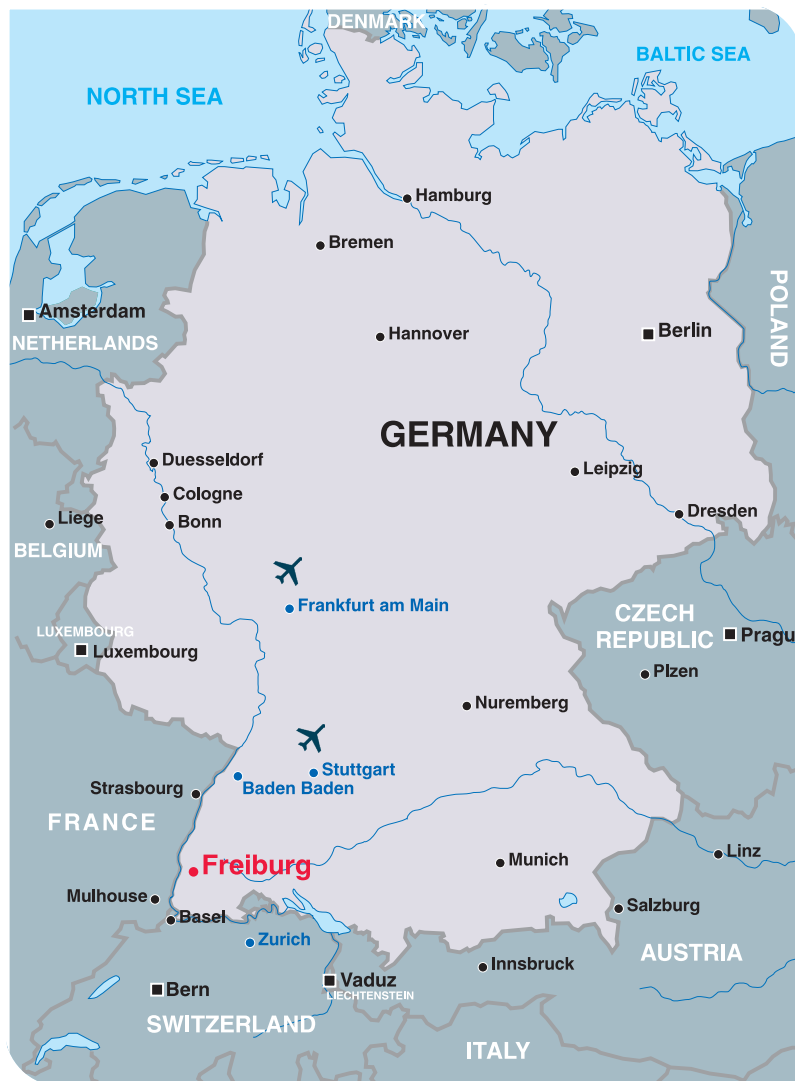 DENMARK
BALTIC SEA
NORTH SEA
Hamburg
Bremen
POLAND
Amsterdam
Hannover
Berlin
NETHERLANDS
GERMANY
Duesseldorf
Leipzig
Cologne
Dresden
Liege
Bonn
BELGIUM
Frankfurt am Main
CZECH
REPUBLIC
LUXEMBOURG
Luxembourg
Pragu
Plzen
Nuremberg
Stuttgart
Baden Baden
Strasbourg
FRANCE
Linz
Munich
Freiburg
Mulhouse
Salzburg
Basel
Zurich
AUSTRIA
Innsbruck
Vaduz
Bern
LIECHTENSTEIN
SWITZERLAND
ITALY